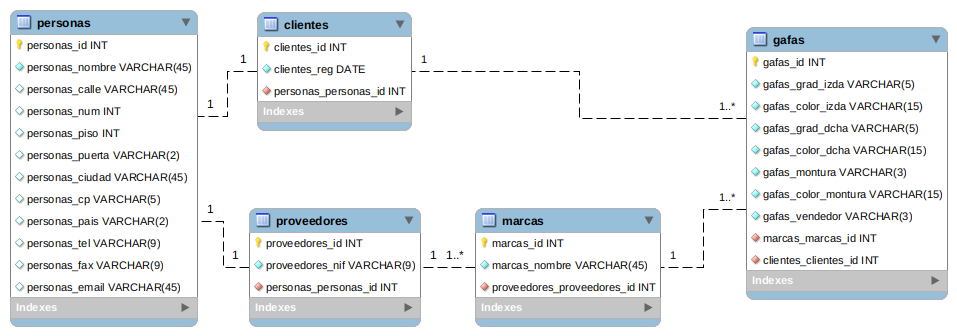 personas
personas_id INT
personas_nombre VARCHAR(45)
personas_calle VARCHAR(45)
personas_num INT
personas_piso INT
personas_puerta VARCHAR(2)
personas_ciudad VARCHAR(45)
personas_cp VARCHAR(5)
personas_pais VARCHAR(2)
personas_tel VARCHAR(9)
personas_fax VARCHAR(9)
personas_email VARCHAR(45)
Indexes
1
1
clientes
clientes_id INT
clientes_reg DATE
personas_personas_id INT
Indexes
1
1..*
1
1
proveedores
proveedores_id INT
proveedores_nif VARCHAR(9)
personas_personas_id INT
Indexes
1
1..*
marcas
marcas_id INT
marcas_nombre VARCHAR(45)
proveedores_proveedores_id INT
Indexes
1
1..*
gafas
gafas_id INT
gafas_grad_izda VARCHAR(5)
gafas_color_izda VARCHAR(15)
gafas_grad_dcha VARCHAR(5)
gafas_color_dcha VARCHAR(15)
gafas_montura VARCHAR(3)
gafas_color_montura VARCHAR(15)
gafas_vendedor VARCHAR(3)
marcas_marcas_id INT
clientes_clientes_id INT
Indexes